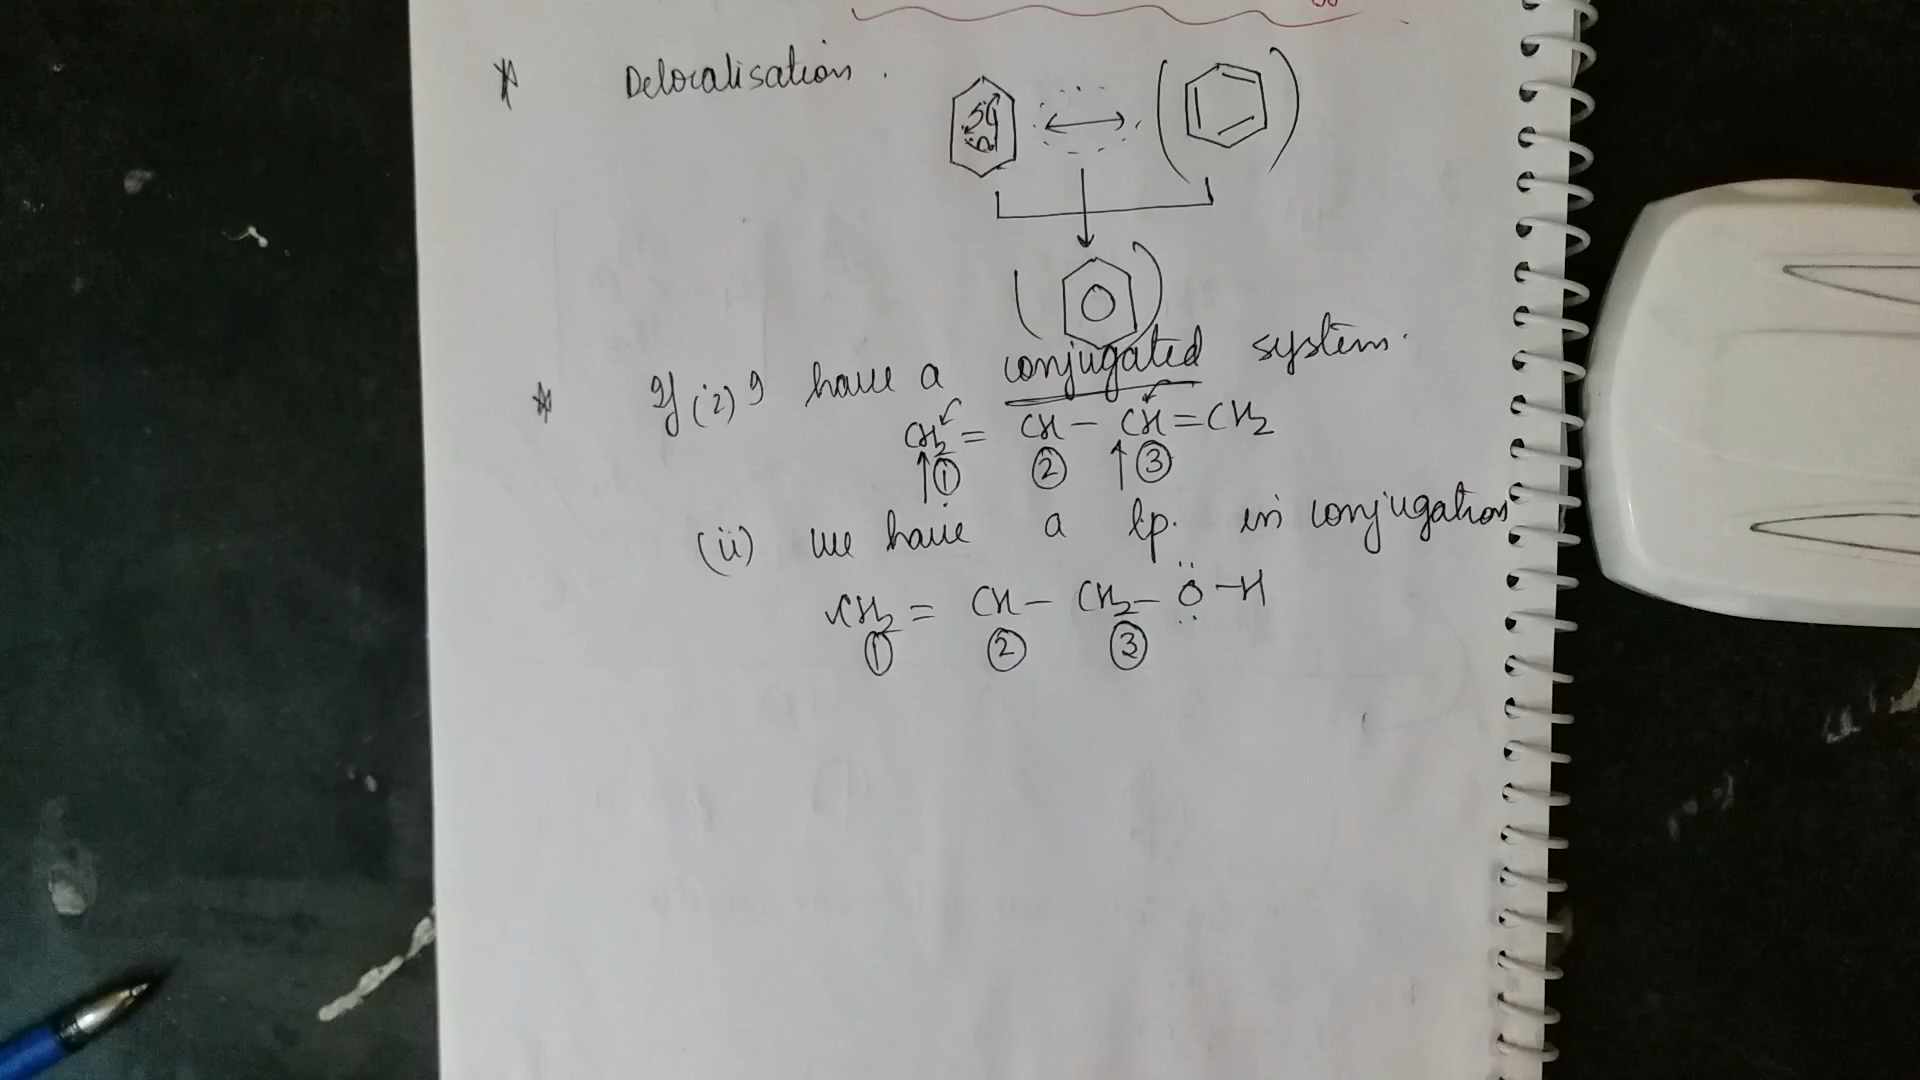 * Delocalisation.
* If (i) I have a conjugated system.
CH2 = CH – CH = CH2
↑① ② ↑③
(ii) we have a lp. in conjugation
CH2 = CH – CH2 – Ö – H
① ② ③